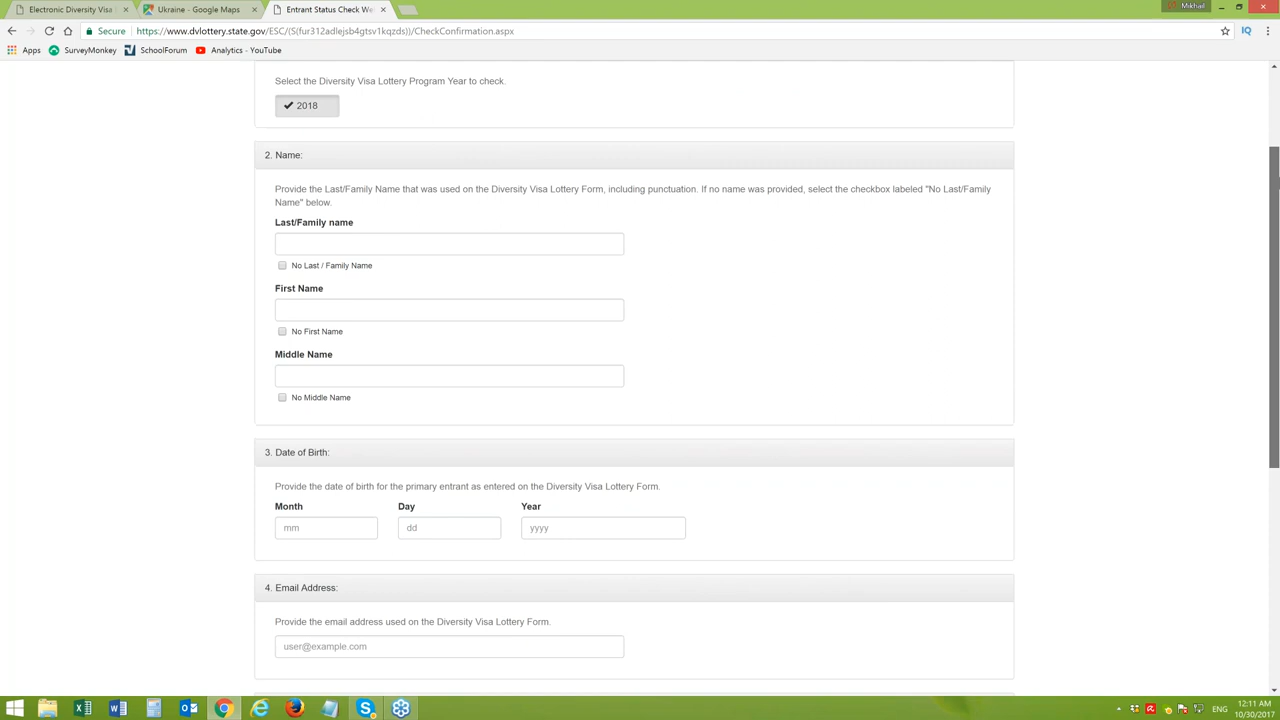 Electronic Diversity Visa
Ukraine - Google Maps
Entrant Status Check We
Mikhail
Secure
https://www.dvlottery.state.gov/ESC/(S(fur312adlejsb4gtsv1kqzds))/CheckConfirmation.aspx
IQ
Apps
SurveyMonkey
SchoolForum
Analytics - YouTube
Select the Diversity Visa Lottery Program Year to check.
2018
2. Name:
Provide the Last/Family Name that was used on the Diversity Visa Lottery Form, including punctuation. If no name was provided, select the checkbox labeled "No Last/Family
Name" below.
Last/Family name
No Last / Family Name
First Name
No First Name
Middle Name
No Middle Name
3. Date of Birth:
Provide the date of birth for the primary entrant as entered on the Diversity Visa Lottery Form.
Month Day Year
mm dd yyyy
4. Email Address:
Provide the email address used on the Diversity Visa Lottery Form.
user@example.com
ENG
12:11 AM
10/30/2017